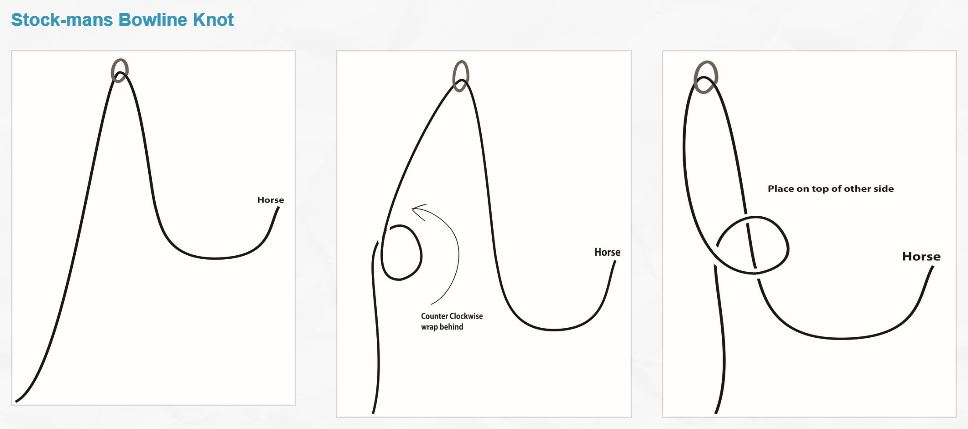 Stock-mans Bowline Knot
Horse
Horse
Counter Clockwise
wrap behind
Place on top of other side
Horse